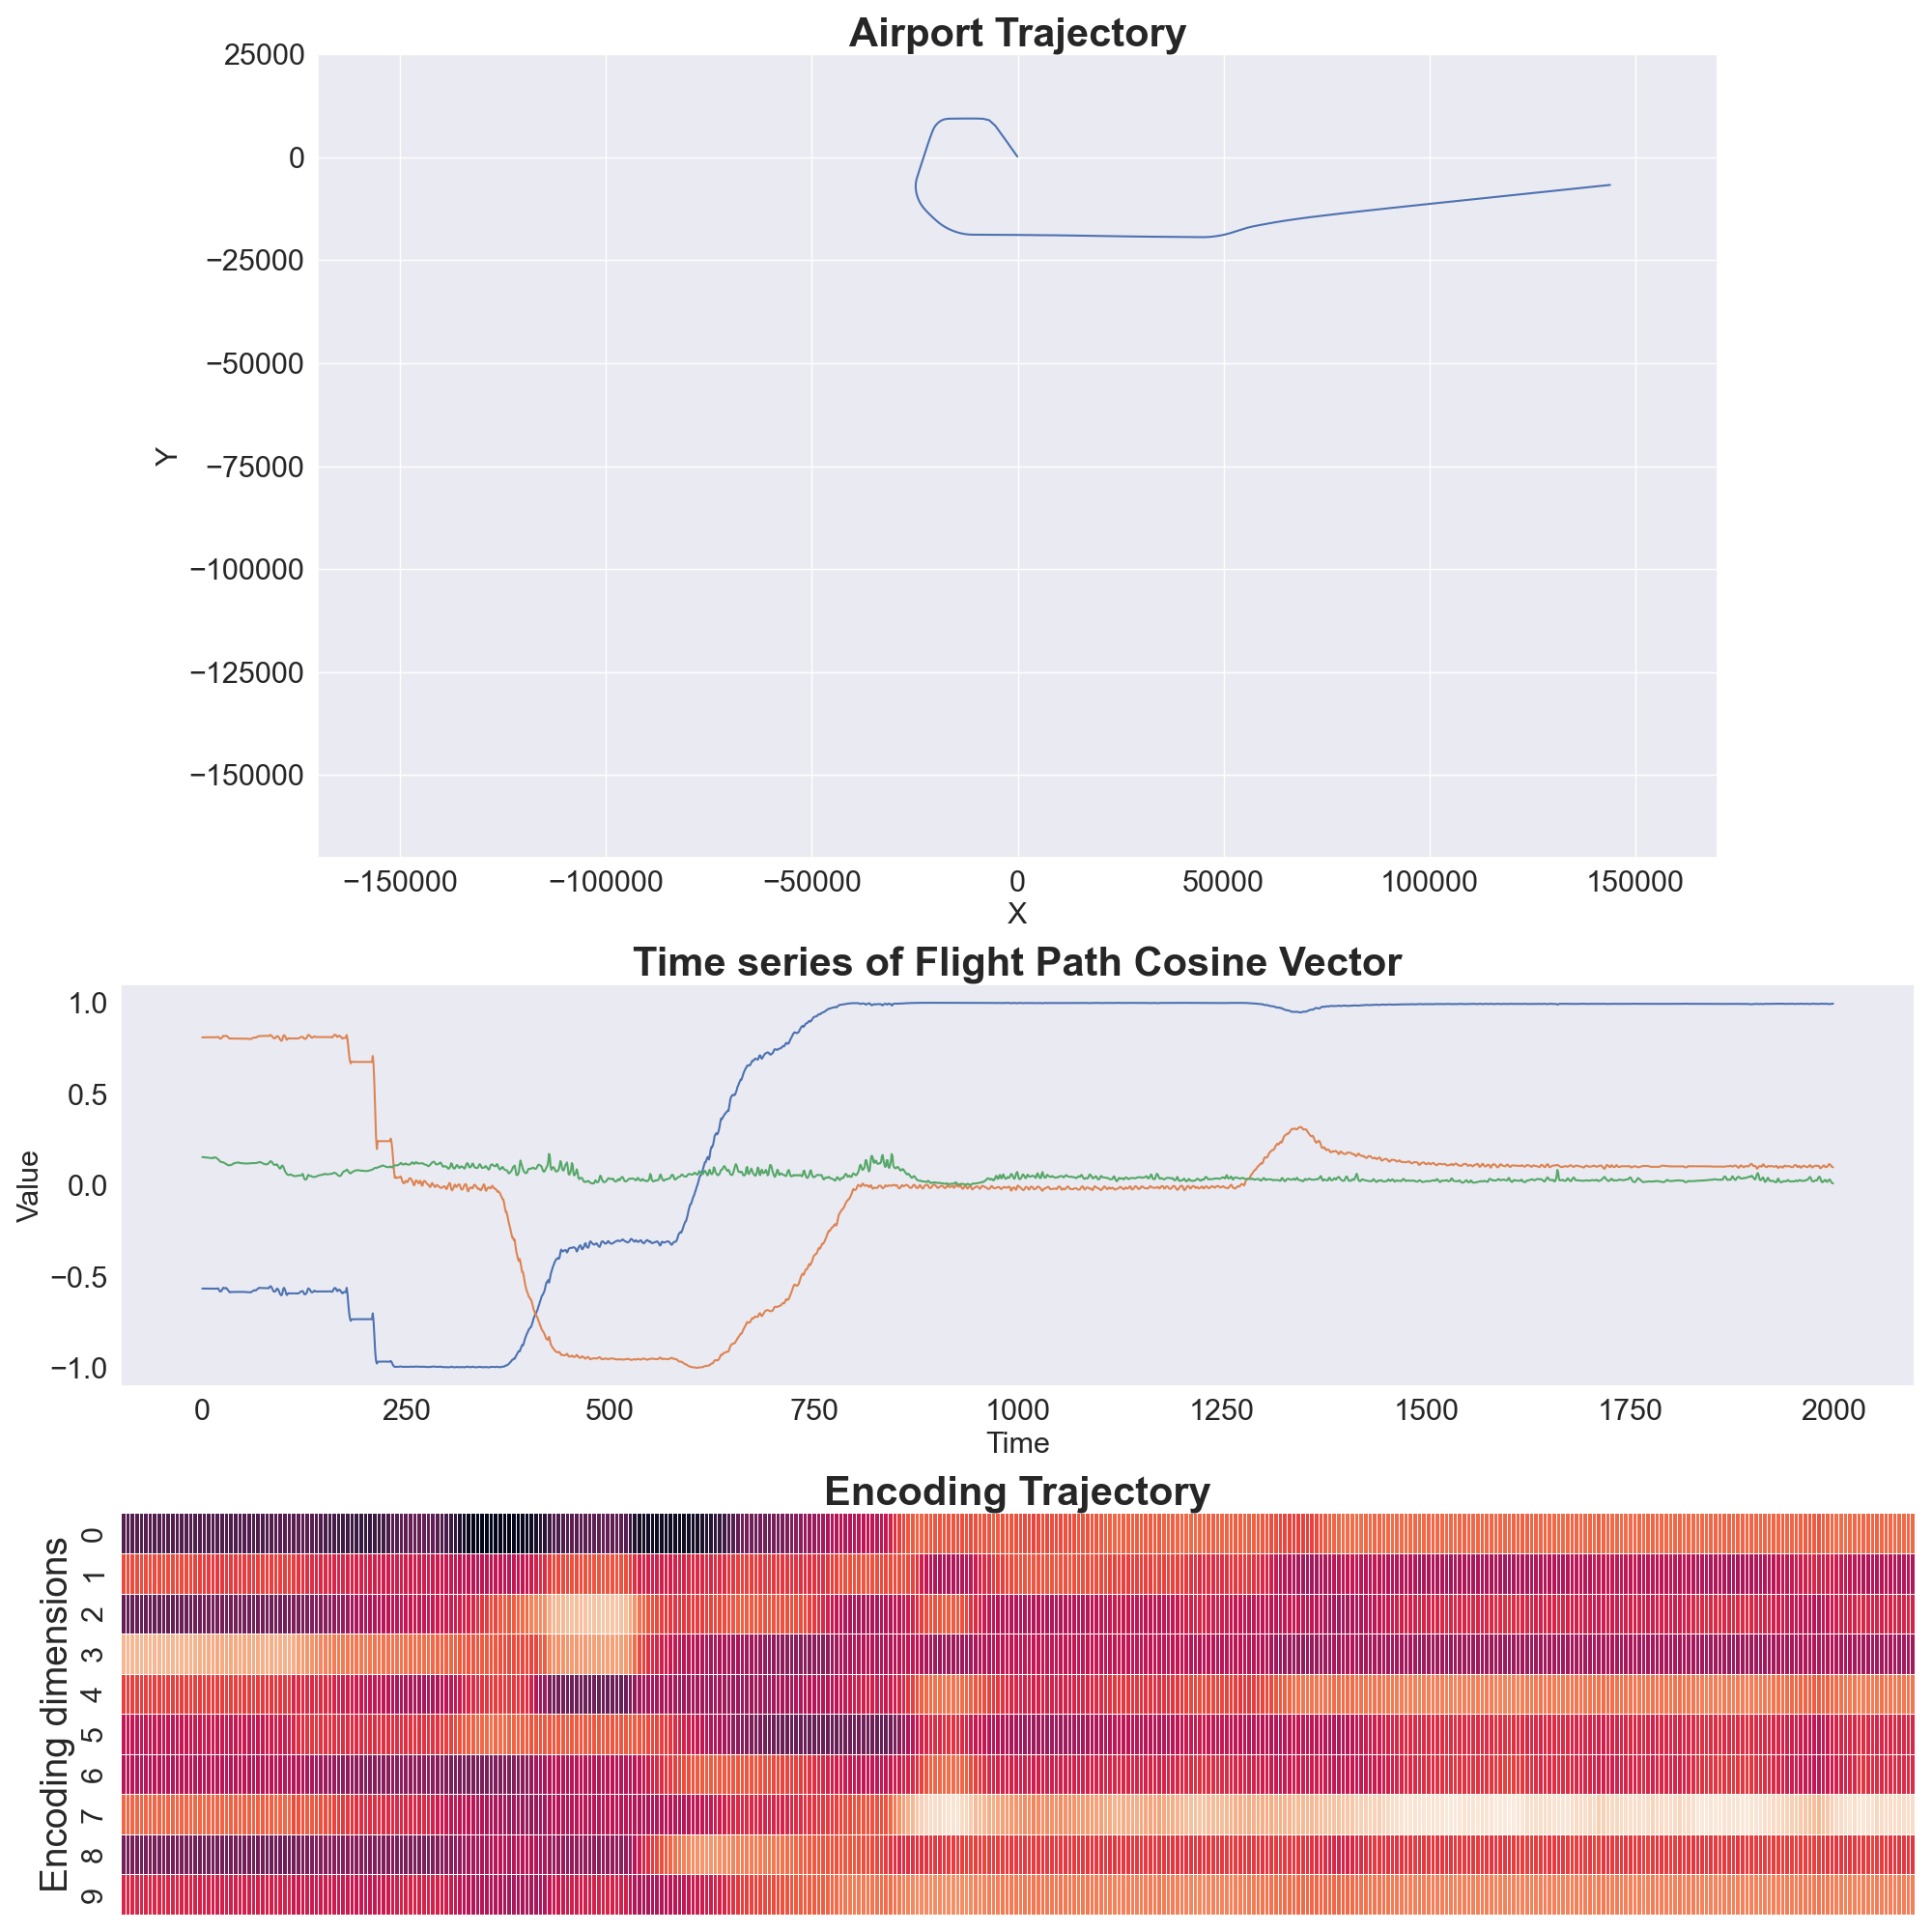 Airport Trajectory
25000
0
−25000
−50000
−75000
−100000
−125000
−150000
Y
−150000 −100000 −50000 0 50000 100000 150000
X
Time series of Flight Path Cosine Vector
1.0
0.5
0.0
−0.5
−1.0
Value
0 250 500 750 1000 1250 1500 1750 2000
Time
Encoding Trajectory
0
1
2
3
4
5
6
7
8
9
Encoding dimensions